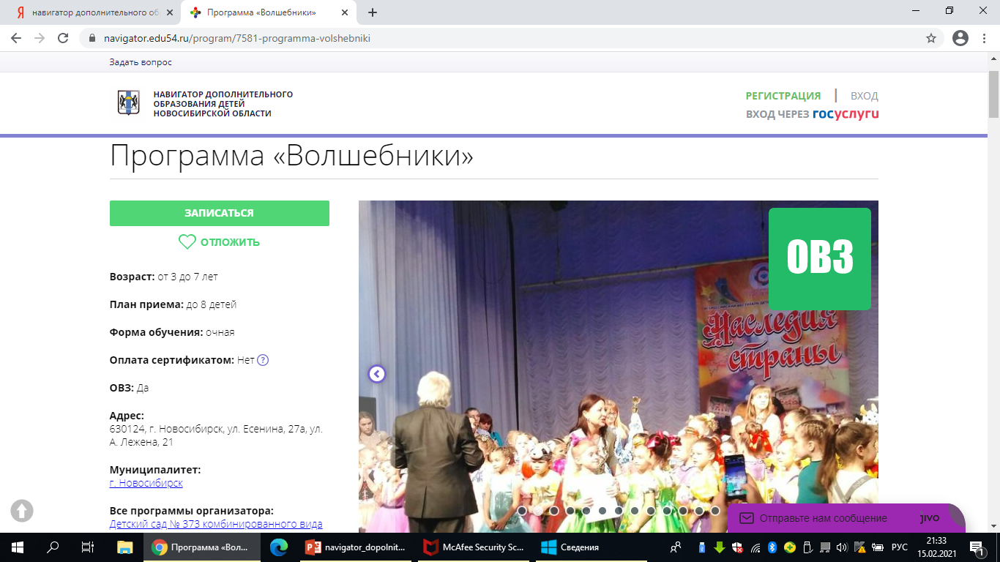 навигатор дополнительного об
Программа «Волшебники»
navigator.edu54.ru/program/7581-programma-volshebniki
Задать вопрос
НАВИГАТОР ДОПОЛНИТЕЛЬНОГО
ОБРАЗОВАНИЯ ДЕТЕЙ
НОВОСИБИРСКОЙ ОБЛАСТИ
РЕГИСТРАЦИЯ | ВХОД
ВХОД ЧЕРЕЗ госуслуги
Программа «Волшебники»
ЗАПИСАТЬСЯ
ОТЛОЖИТЬ
Возраст: от 3 до 7 лет
План приема: до 8 детей
Форма обучения: очная
Оплата сертификатом: Нет ?
ОВЗ: Да
Адрес:
630124, г. Новосибирск, ул. Есенина, 27а, ул.
А. Лежена, 21
Муниципалитет:
г. Новосибирск
Все программы организатора:
Детский сад № 373 комбинированного вида
ОВЗ
Наследия
страны
Отправьте нам сообщение
jivo
Программа «Вол...
navigator_dopolnit...
McAfee Security Sc...
Сведения
РУС
21:33
15.02.2021
1